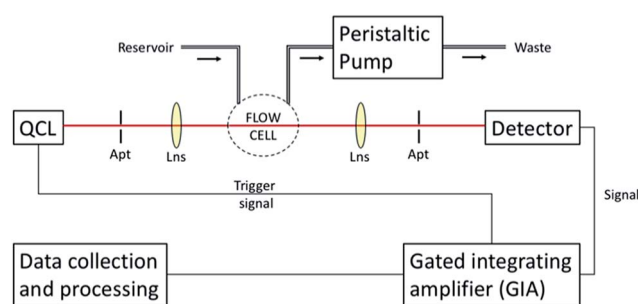 Peristaltic
Pump
Reservoir
Waste
QCL
FLOW
CELL
Detector
Apt
Lns
Lns
Apt
Trigger
signal
Signal
Data collection
and processing
Gated integrating
amplifier (GIA)